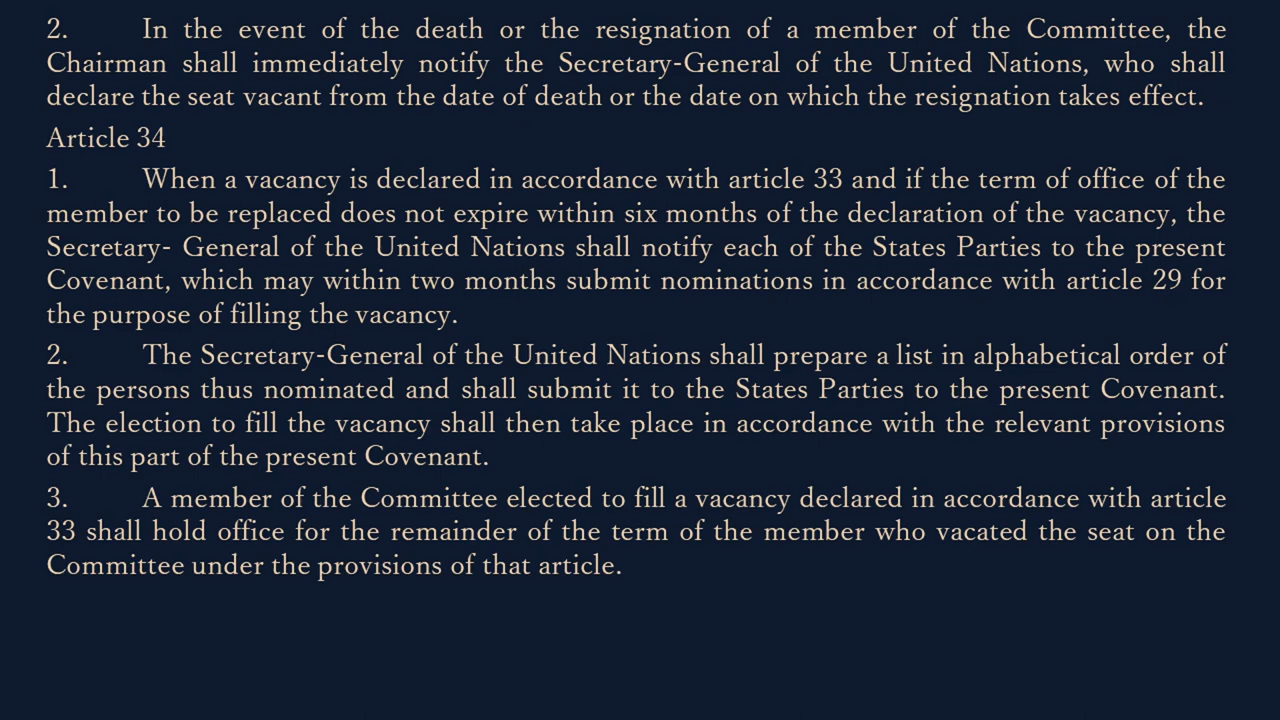 2. In the event of the death or the resignation of a member of the Committee, the
Chairman shall immediately notify the Secretary-General of the United Nations, who shall
declare the seat vacant from the date of death or the date on which the resignation takes effect.
Article 34
1. When a vacancy is declared in accordance with article 33 and if the term of office of the
member to be replaced does not expire within six months of the declaration of the vacancy, the
Secretary- General of the United Nations shall notify each of the States Parties to the present
Covenant, which may within two months submit nominations in accordance with article 29 for
the purpose of filling the vacancy.
2. The Secretary-General of the United Nations shall prepare a list in alphabetical order of
the persons thus nominated and shall submit it to the States Parties to the present Covenant.
The election to fill the vacancy shall then take place in accordance with the relevant provisions
of this part of the present Covenant.
3. A member of the Committee elected to fill a vacancy declared in accordance with article
33 shall hold office for the remainder of the term of the member who vacated the seat on the
Committee under the provisions of that article.